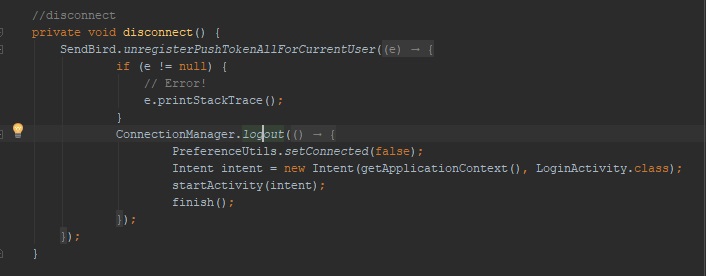 //disconnect
private void disconnect() {
SendBird.unregisterPushTokenAllForCurrentUser((e) → {
if (e != null) {
// Error!
e.printStackTrace();
}
ConnectionManager.logout(() → {
PreferenceUtils.setConnected(false);
Intent intent = new Intent(getApplicationContext(), LoginActivity.class);
startActivity(intent);
finish();
});
});
}